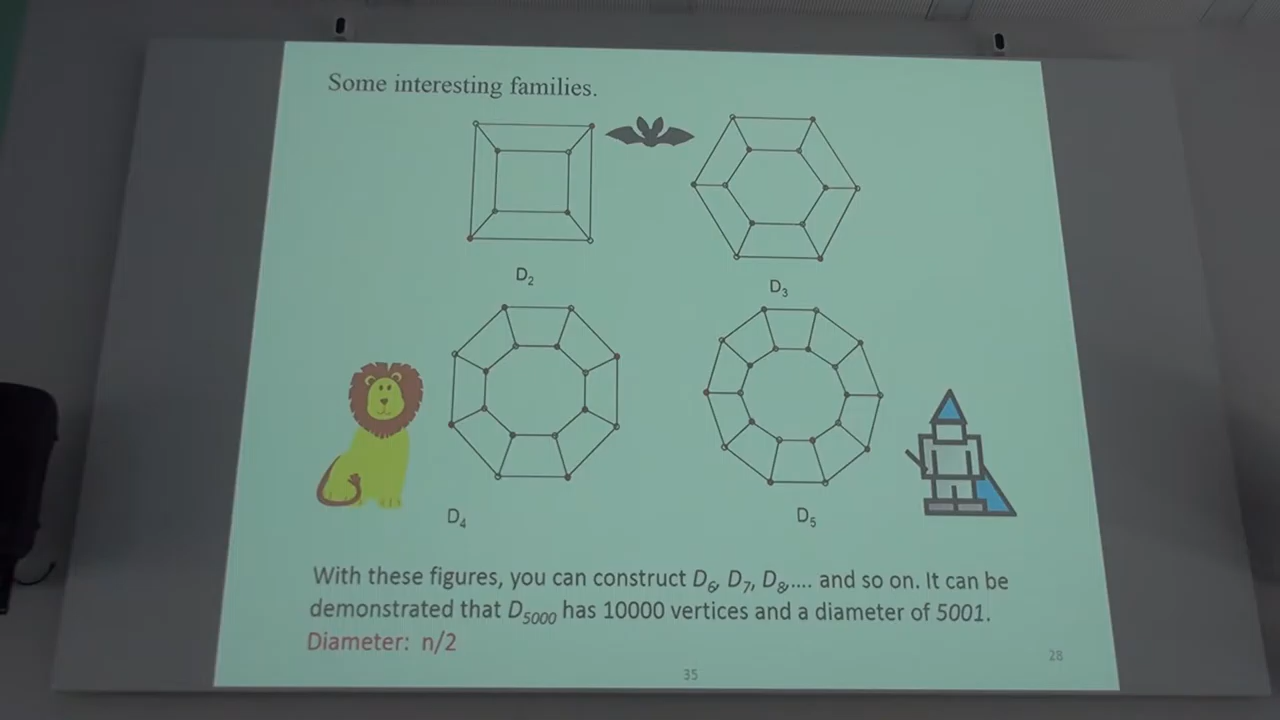 Some interesting families.
D2
D3
D4
D5
With these figures, you can construct D6, D7, D8,.... and so on. It can be
demonstrated that D5000 has 10000 vertices and a diameter of 5001.
Diameter: n/2
28
35